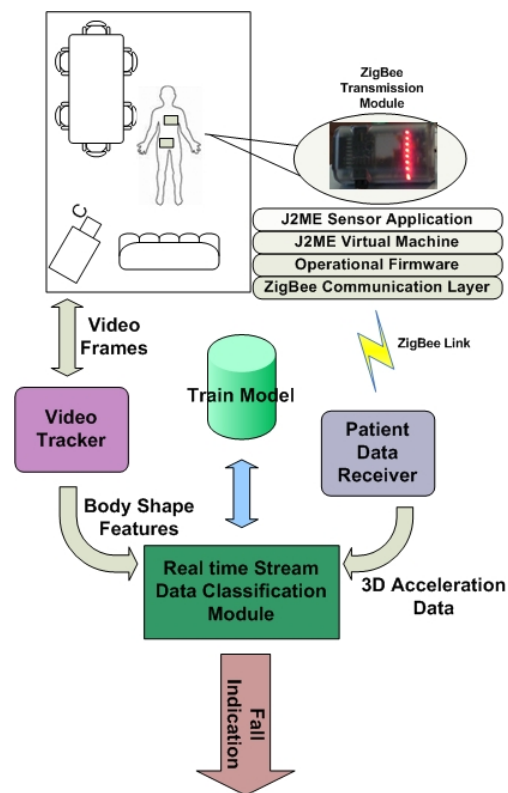 ZigBee
Transmission
Module
J2ME Sensor Application
J2ME Virtual Machine
Operational Firmware
ZigBee Communication Layer
Video
Frames
ZigBee Link
Train Model
Video
Tracker
Patient
Data
Receiver
Body Shape
Features
Real time Stream
Data Classification
Module
3D Acceleration
Data
Fall
Indication